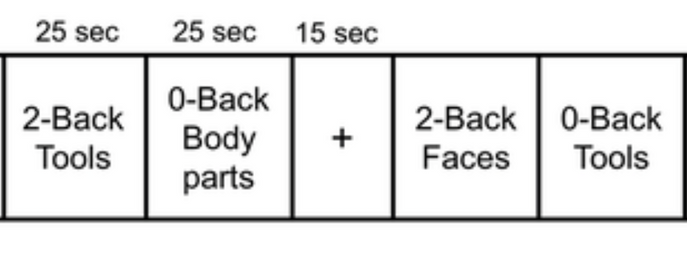 25 sec 25 sec 15 sec
2-Back
Tools
0-Back
Body
parts
+
2-Back
Faces
0-Back
Tools